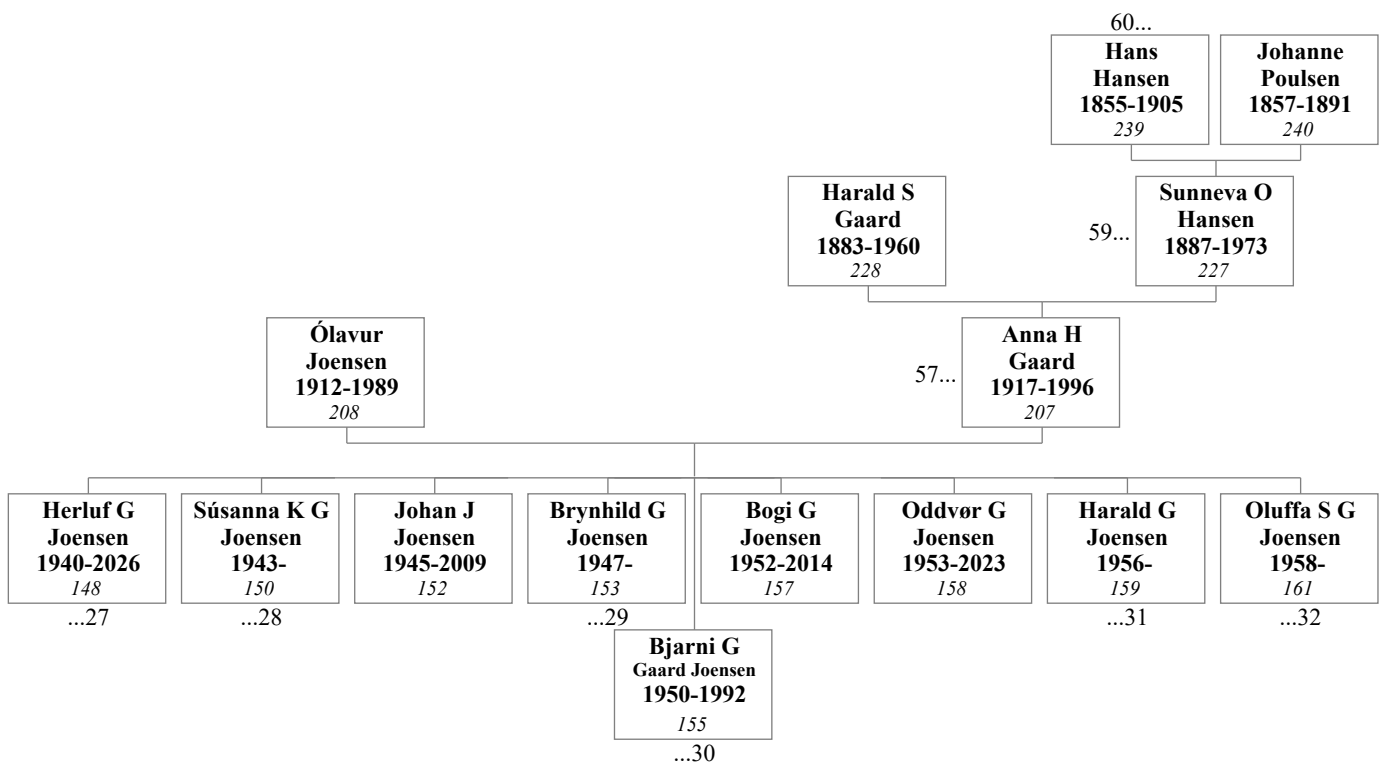 60...
Hans
Hansen
1855-1905
239
Johanne
Poulsen
1857-1891
240
Harald S
Gaard
1883-1960
228
59...
Sunneva O
Hansen
1887-1973
227
Ólavur
Joensen
1912-1989
208
57...
Anna H
Gaard
1917-1996
207
Herluf G
Joensen
1940-2026
148
...27
Súsanna K G
Joensen
1943-
150
...28
Johan J
Joensen
1945-2009
152
Brynhild G
Joensen
1947-
153
...29
Bogi G
Joensen
1952-2014
157
Oddvør G
Joensen
1953-2023
158
Harald G
Joensen
1956-
159
...31
Oluffa S G
Joensen
1958-
161
...32
Bjarni G
Gaard Joensen
1950-1992
155
...30